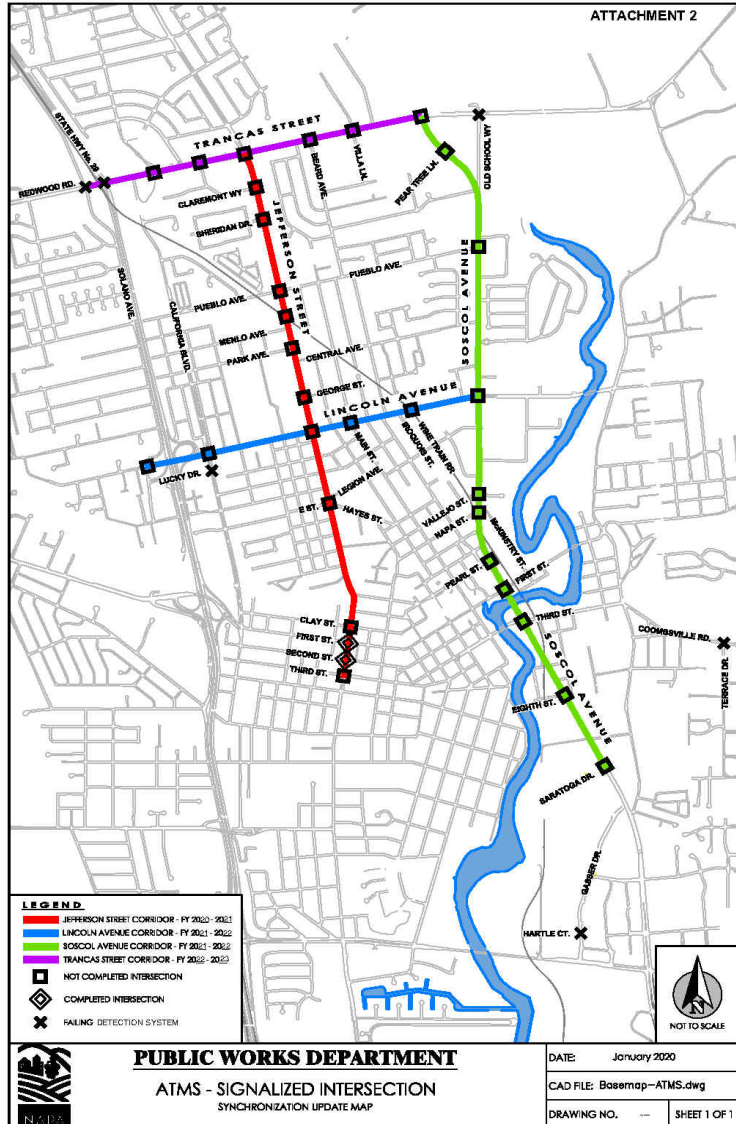 ATTACHMENT 2
TRANCAS STREET
STATE HWY No. 29
REDWOOD RD.
BEARD AVE.
VILLA LN.
OLD SCHOOL WY
PEAR TREE LN.
CLAREMONT WY
SHERIDAN DR.
JEFFERSON STREET
SOLANO AVE.
CALIFORNIA BLVD.
PUEBLO AVE.
PUEBLO AVE.
SOSCOL AVENUE
MENLO AVE.
PARK AVE.
CENTRAL AVE.
GEORGE ST.
LINCOLN AVENUE
MAIN ST.
IROQUOIS ST.
WINE TRAIN RR
LUCKY DR.
LEGION AVE.
E ST.
HAYES ST.
VALLEJO ST.
NAPA ST.
McKINSTRY ST.
PEARL ST.
FIRST ST.
THIRD ST.
CLAY ST.
FIRST ST.
SECOND ST.
THIRD ST.
SOSCOL AVENUE
COOMBSVILLE RD.
TERRACE DR.
EIGHTH ST.
SARATOGA DR.
GASSER DR.
HARTLE CT.
LEGEND
JEFFERSON STREET CORRIDOR - FY 2020 - 2021
LINCOLN AVENUE CORRIDOR - FY 2021 - 2022
SOSCOL AVENUE CORRIDOR - FY 2021 - 2022
TRANCAS STREET CORRIDOR - FY 2022 - 2023
NOT COMPLETED INTERSECTION
COMPLETED INTERSECTION
FAILING DETECTION SYSTEM
N
NOT TO SCALE
NAPA
PUBLIC WORKS DEPARTMENT
ATMS - SIGNALIZED INTERSECTION
SYNCHRONIZATION UPDATE MAP
DATE: January 2020
CAD FILE: Basemap-ATMS.dwg
DRAWING NO. -- SHEET 1 OF 1